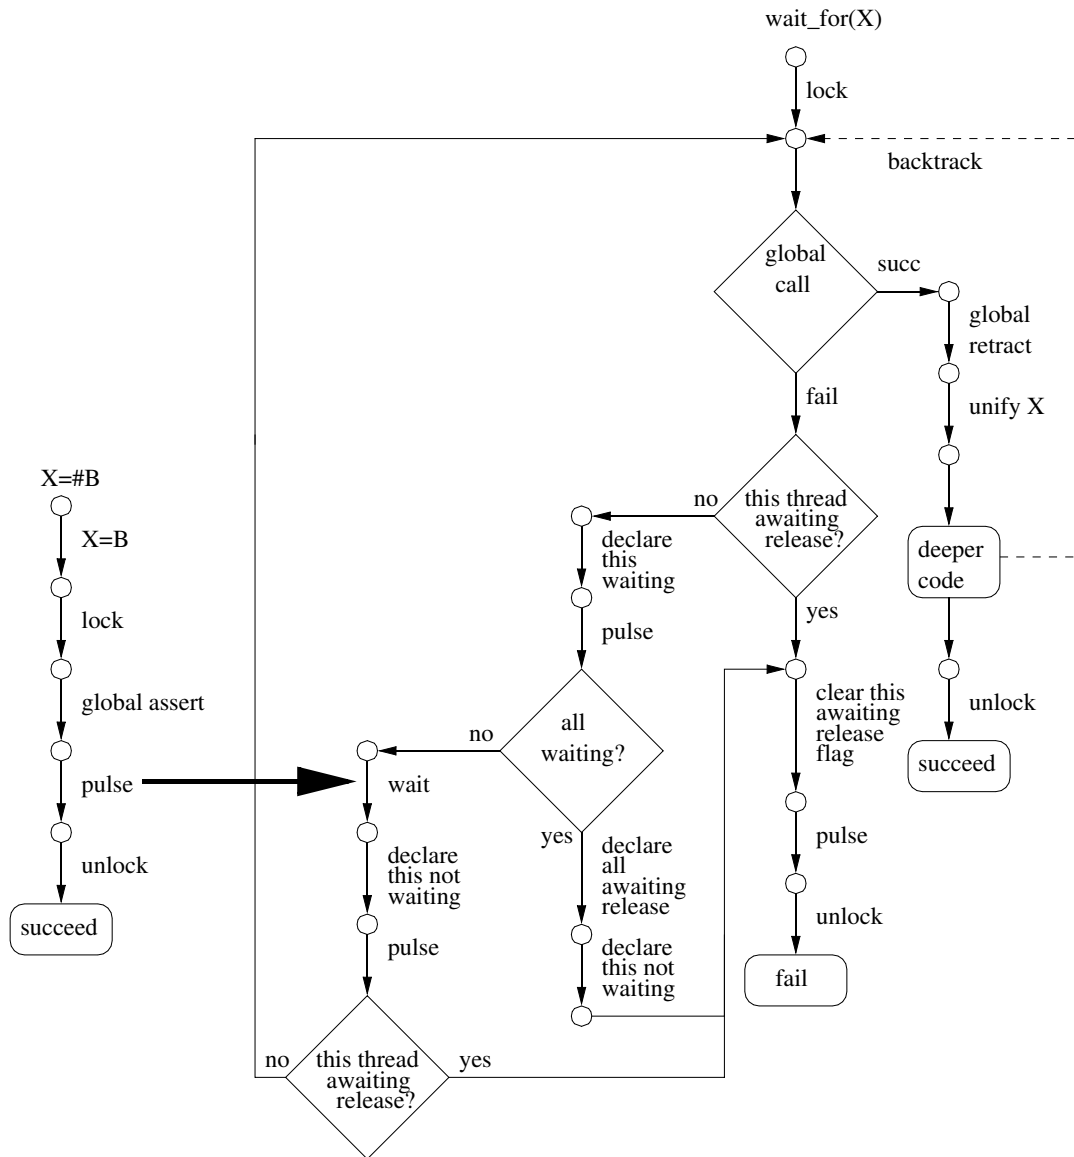 wait_for(X)
lock
backtrack
global
call
succ
global
retract
fail
unify X
X=#B
no
this thread
awaiting
release?
X=B
declare
this
waiting
deeper
code
lock
yes
pulse
global assert
clear this
awaiting
release
flag
unlock
all
waiting?
no
succeed
pulse
wait
yes
pulse
unlock
declare
this not
waiting
declare
all
awaiting
release
unlock
succeed
pulse
declare
this not
waiting
fail
no
this thread
awaiting
release?
yes